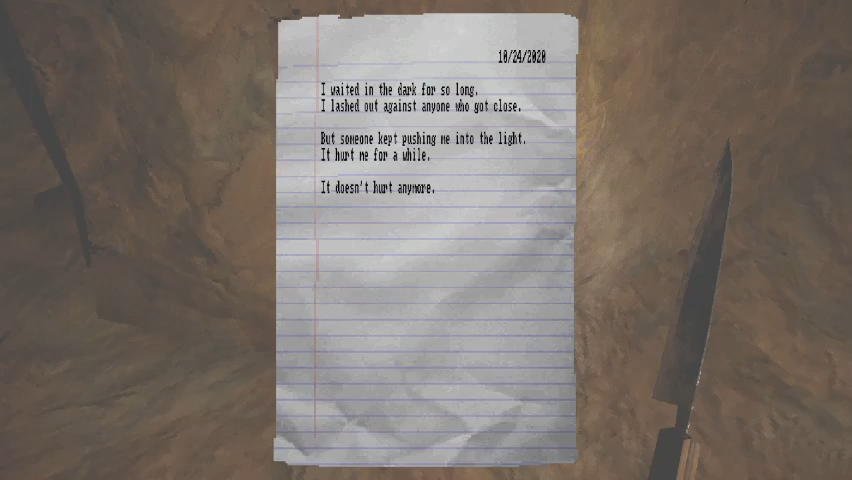 10/24/2020
I waited in the dark for so long.
I lashed out against anyone who got close.
But someone kept pushing me into the light.
It hurt me for a while.
It doesn't hurt anymore.